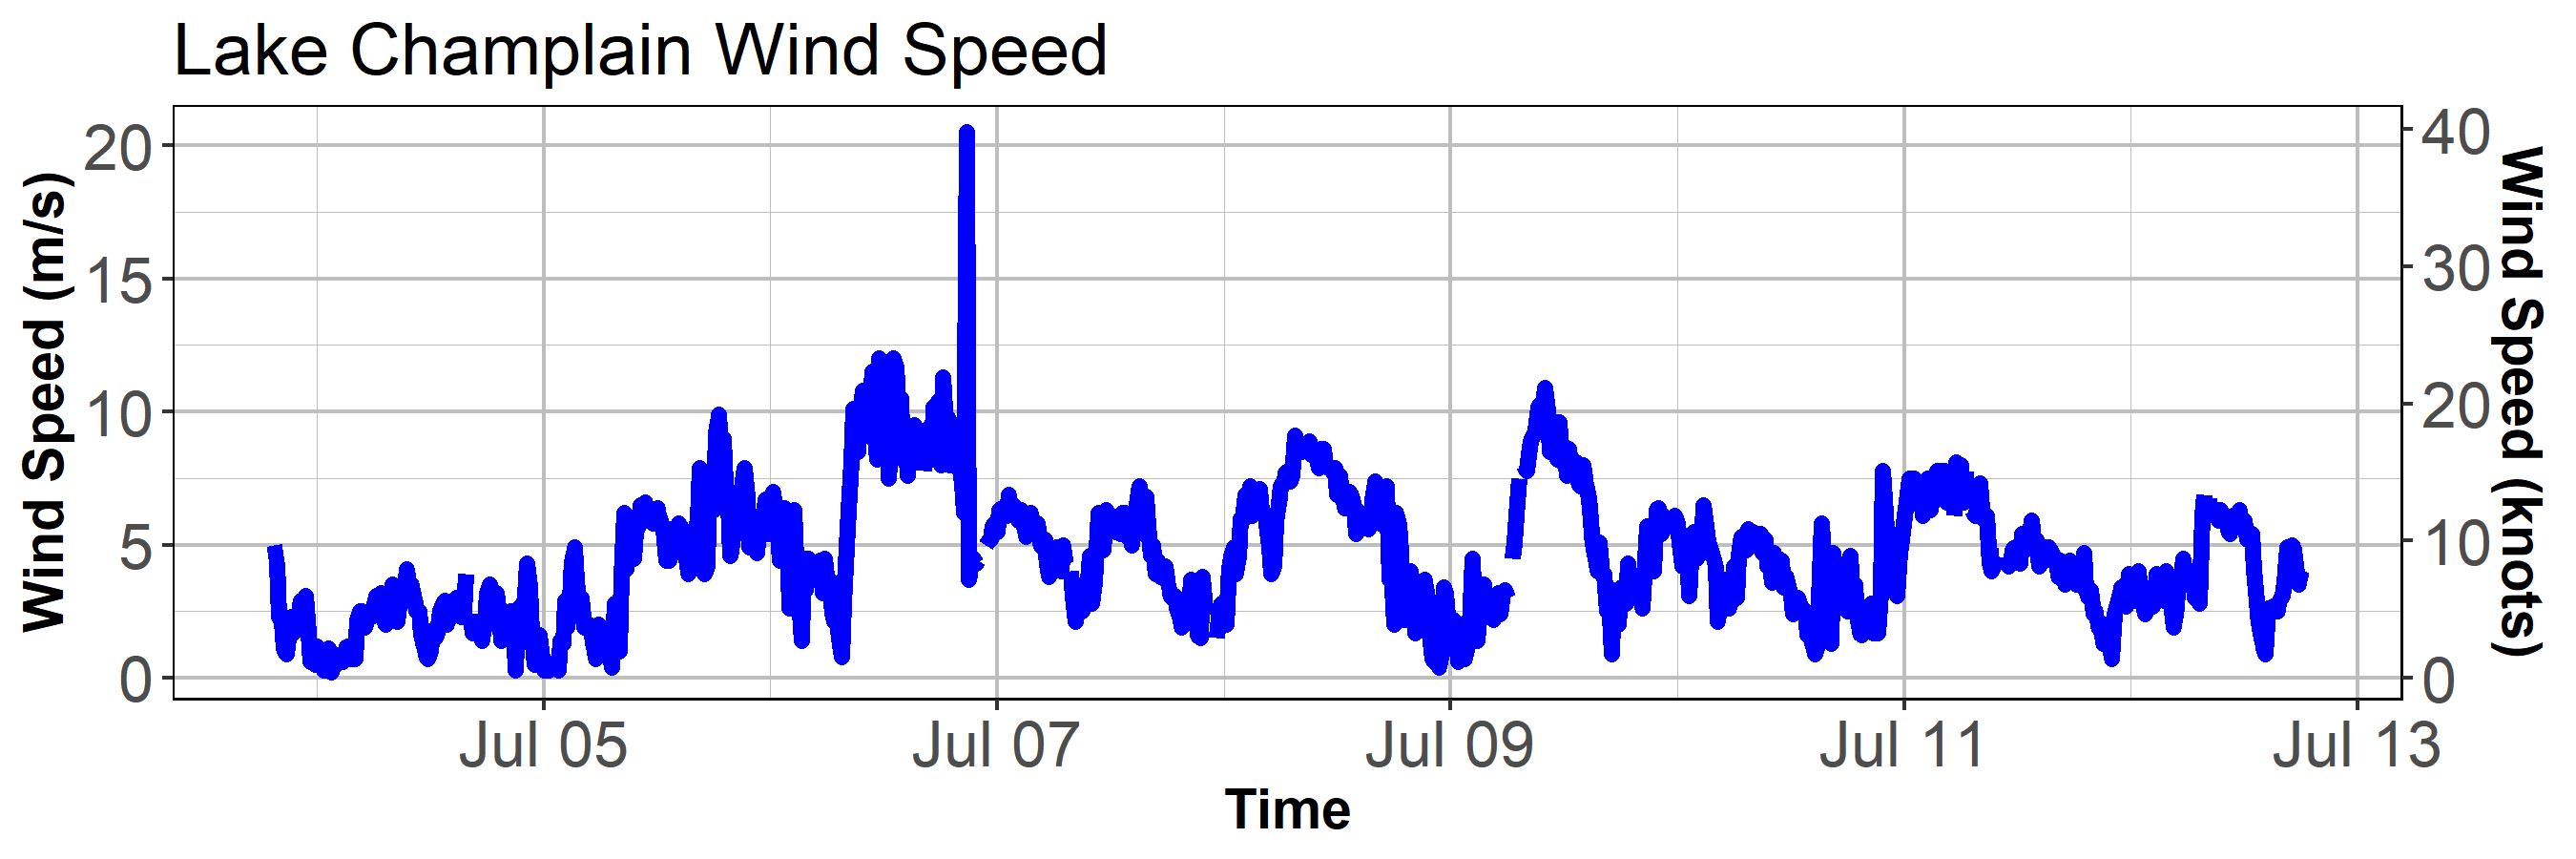 Lake Champlain Wind Speed
Wind Speed (m/s)
20
15
10
5
0
40
30
20
10
0
Wind Speed (knots)
Jul 05
Jul 07
Jul 09
Jul 11
Jul 13
Time